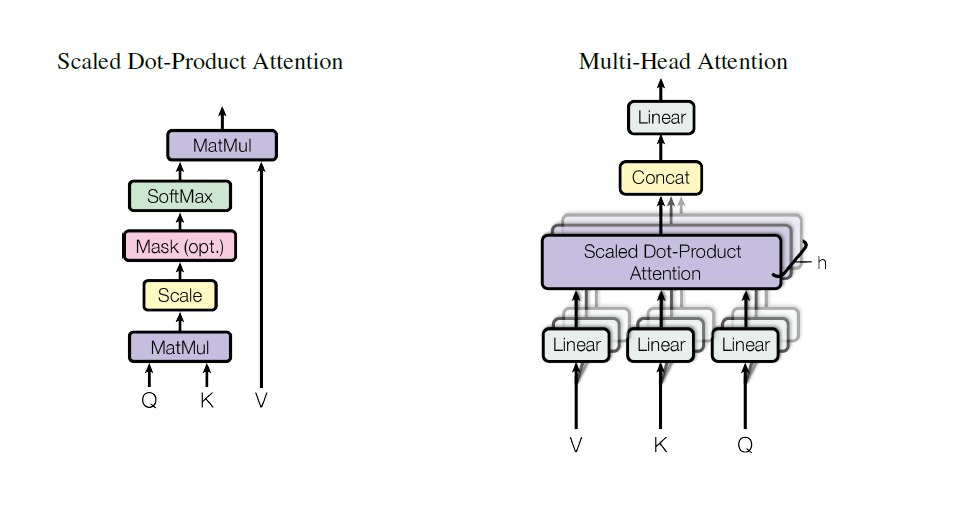 Scaled Dot-Product Attention
MatMul
SoftMax
Mask (opt.)
Scale
MatMul
Q K V
Multi-Head Attention
Linear
Concat
Scaled Dot-Product
Attention
h
Linear Linear Linear
V K Q